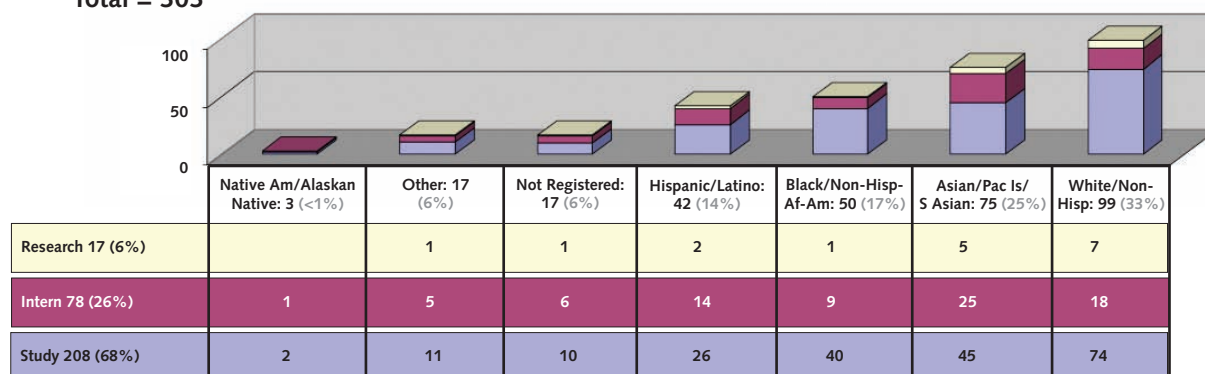 Total = 303
100
50
0
Native Am/Alaskan
Native: 3 (<1%)
Other: 17
(6%)
Not Registered:
17 (6%)
Hispanic/Latino:
42 (14%)
Black/Non-Hisp-
Af-Am: 50 (17%)
Asian/Pac Is/
S Asian: 75 (25%)
White/Non-
Hisp: 99 (33%)
Research 17 (6%) 1 1 2 1 5 7
Intern 78 (26%) 1 5 6 14 9 25 18
Study 208 (68%) 2 11 10 26 40 45 74